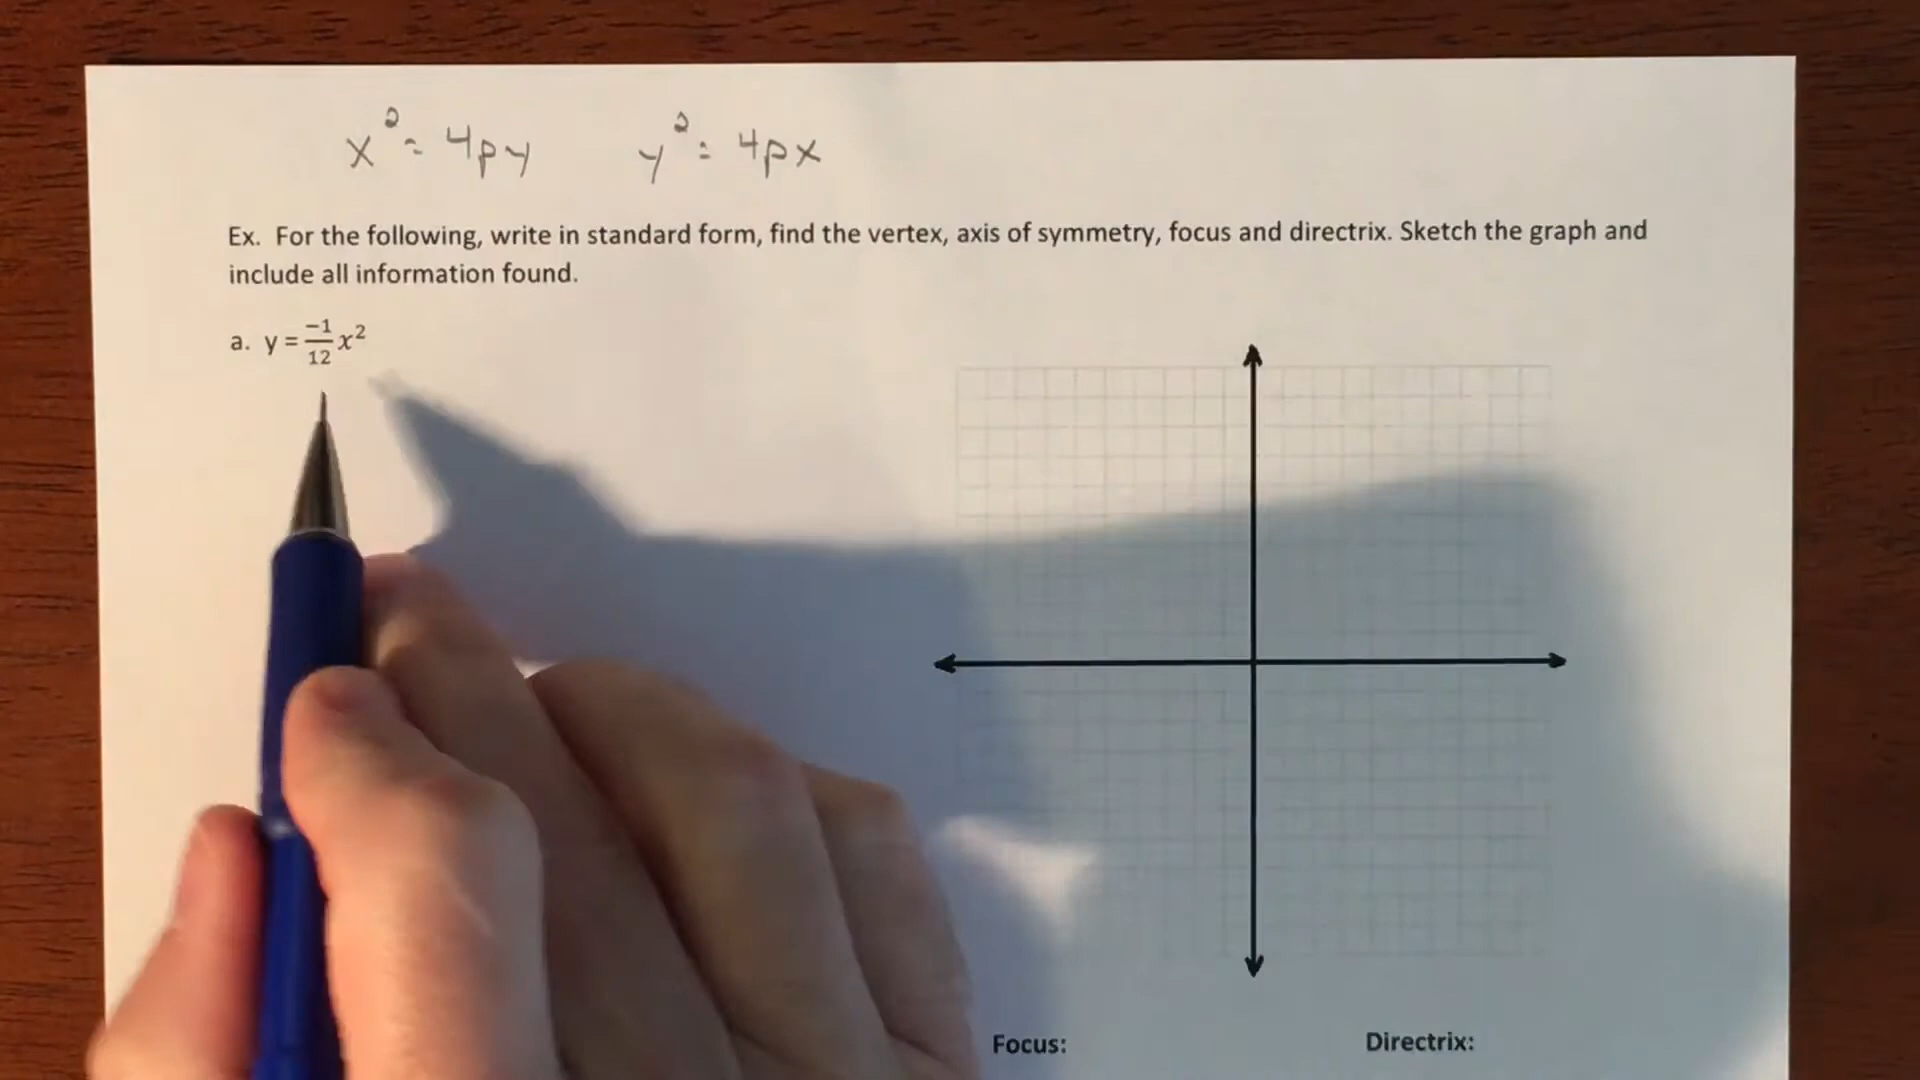 x² = 4py y² = 4px
Ex. For the following, write in standard form, find the vertex, axis of symmetry, focus and directrix. Sketch the graph and
include all information found.
a. y = −1/12 x²
Focus: Directrix: